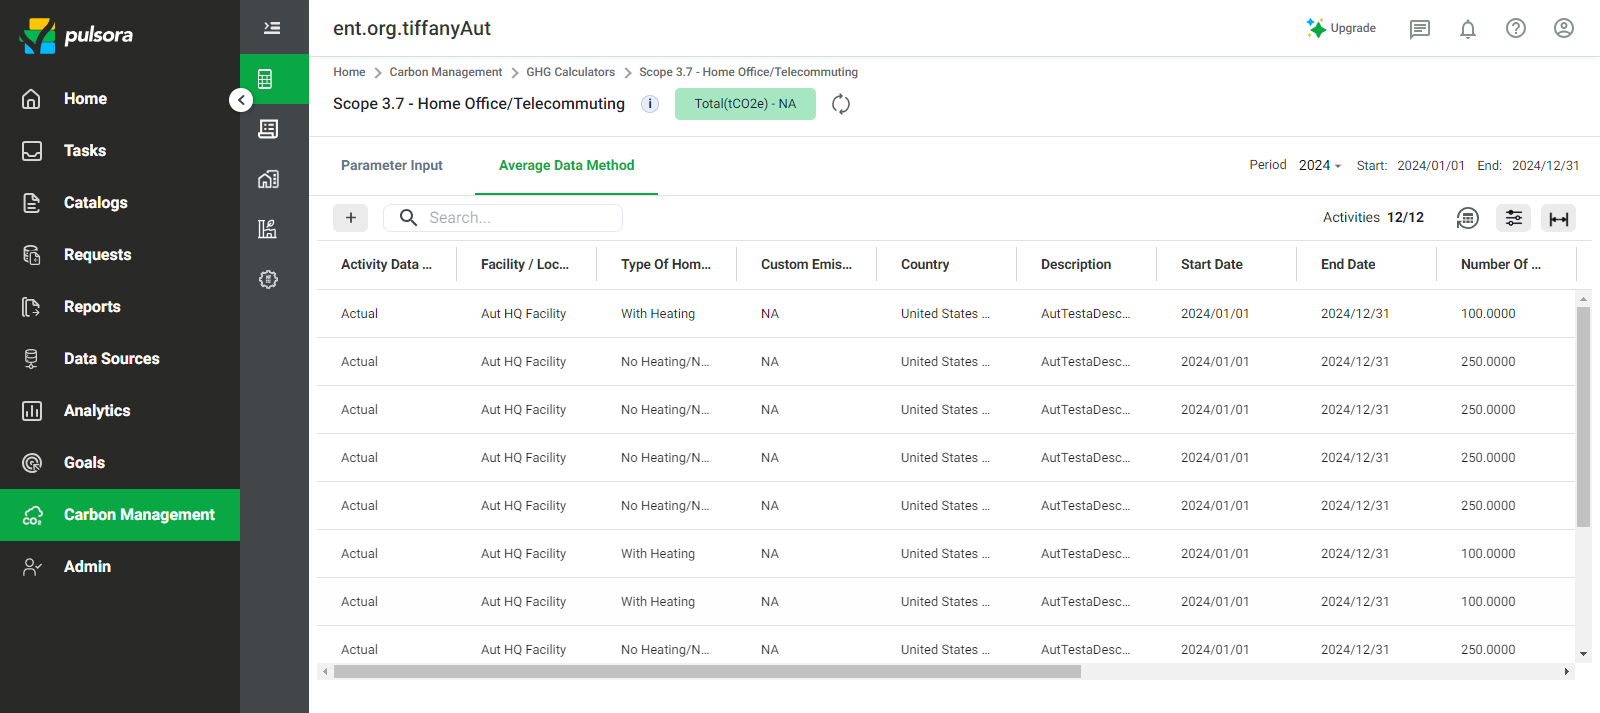 pulsora
Home
Tasks
Catalogs
Requests
Reports
Data Sources
Analytics
Goals
CO₂
Carbon Management
Admin
ent.org.tiffanyAut
Upgrade
Home > Carbon Management > GHG Calculators > Scope 3.7 - Home Office/Telecommuting
Scope 3.7 - Home Office/Telecommuting i Total(tCO2e) - NA
Parameter Input Average Data Method Period 2024 Start: 2024/01/01 End: 2024/12/31
+ Search... Activities 12/12
Activity Data ... Facility / Loc... Type Of Hom... Custom Emis... Country Description Start Date End Date Number Of ...
Actual Aut HQ Facility With Heating NA United States ... AutTestaDesc... 2024/01/01 2024/12/31 100.0000
Actual Aut HQ Facility No Heating/N... NA United States ... AutTestaDesc... 2024/01/01 2024/12/31 250.0000
Actual Aut HQ Facility No Heating/N... NA United States ... AutTestaDesc... 2024/01/01 2024/12/31 250.0000
Actual Aut HQ Facility No Heating/N... NA United States ... AutTestaDesc... 2024/01/01 2024/12/31 250.0000
Actual Aut HQ Facility No Heating/N... NA United States ... AutTestaDesc... 2024/01/01 2024/12/31 250.0000
Actual Aut HQ Facility With Heating NA United States ... AutTestaDesc... 2024/01/01 2024/12/31 100.0000
Actual Aut HQ Facility With Heating NA United States ... AutTestaDesc... 2024/01/01 2024/12/31 100.0000
Actual Aut HQ Facility No Heating/N... NA United States ... AutTestaDesc... 2024/01/01 2024/12/31 250.0000